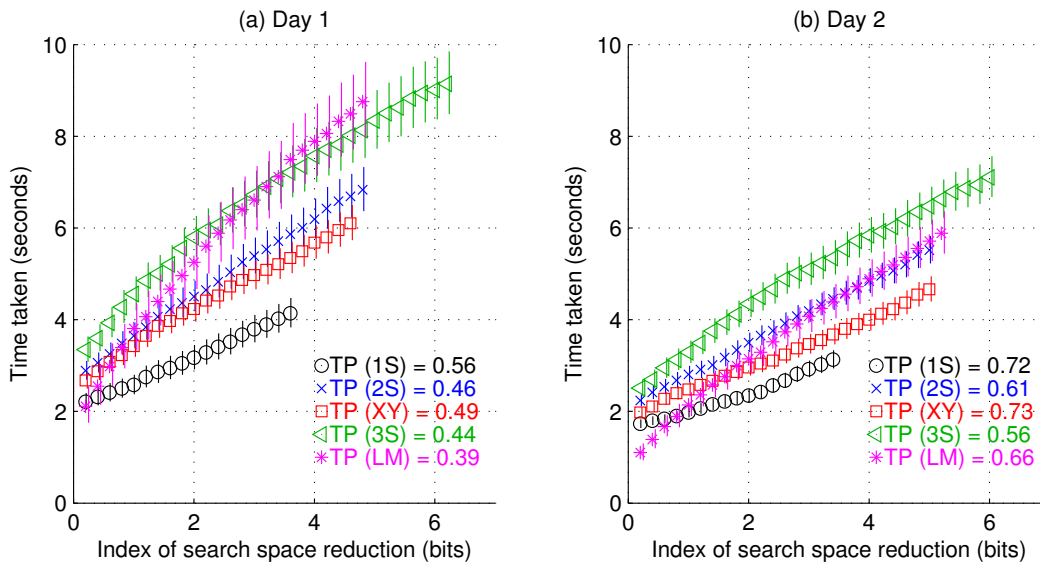 (a) Day 1
10
8
6
4
2
0
0 2 4 6
Time taken (seconds)
Index of search space reduction (bits)
TP (1S) = 0.56
TP (2S) = 0.46
TP (XY) = 0.49
TP (3S) = 0.44
TP (LM) = 0.39
(b) Day 2
10
8
6
4
2
0
0 2 4 6
Time taken (seconds)
Index of search space reduction (bits)
TP (1S) = 0.72
TP (2S) = 0.61
TP (XY) = 0.73
TP (3S) = 0.56
TP (LM) = 0.66